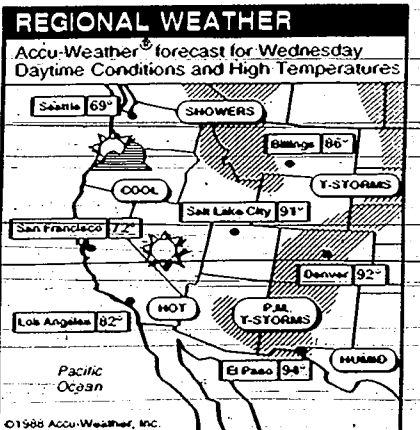 REGIONAL WEATHER
Accu-Weather® forecast for Wednesday
Daytime Conditions and High Temperatures
Seattle 69°
SHOWERS
Billings 86°
COOL
T-STORMS
Salt Lake City 91°
San Francisco 72°
Denver 92°
HOT
P.M.
T-STORMS
Los Angeles 82°
HUMID
El Paso 94°
Pacific
Ocean
©1988 Accu-Weather, Inc.